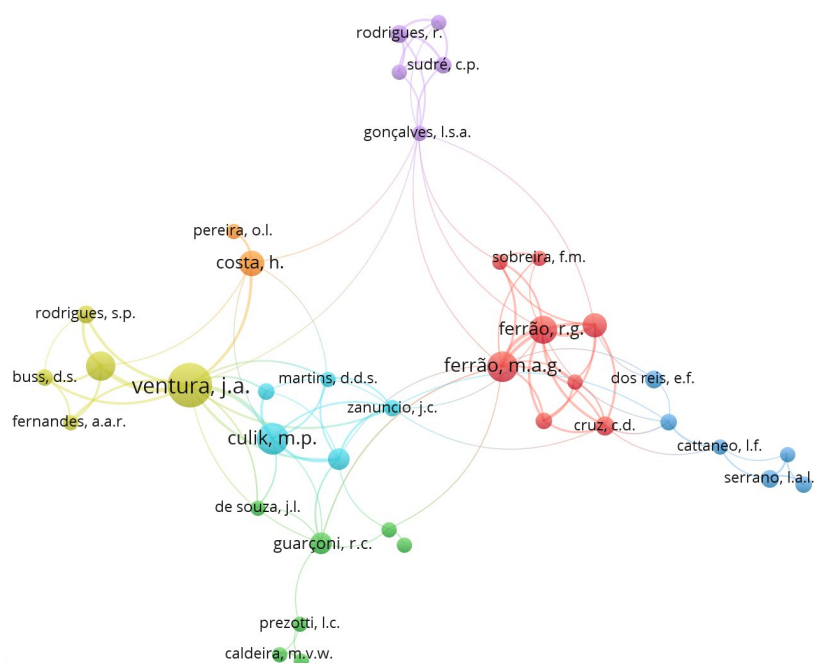 rodrigues, r.
sudré, c.p.
gonçalves, l.s.a.
pereira, o.l.
costa, h.
sobreira, f.m.
rodrigues, s.p.
ferrão, r.g.
ferrão, m.a.g.
buss, d.s.
ventura, j.a.
martins, d.d.s.
dos reis, e.f.
zanuncio, j.c.
fernandes, a.a.r.
culik, m.p.
cruz, c.d.
cattaneo, l.f.
serrano, l.a.l.
de souza, j.l.
guarçoni, r.c.
prezotti, l.c.
caldeira, m.v.w.